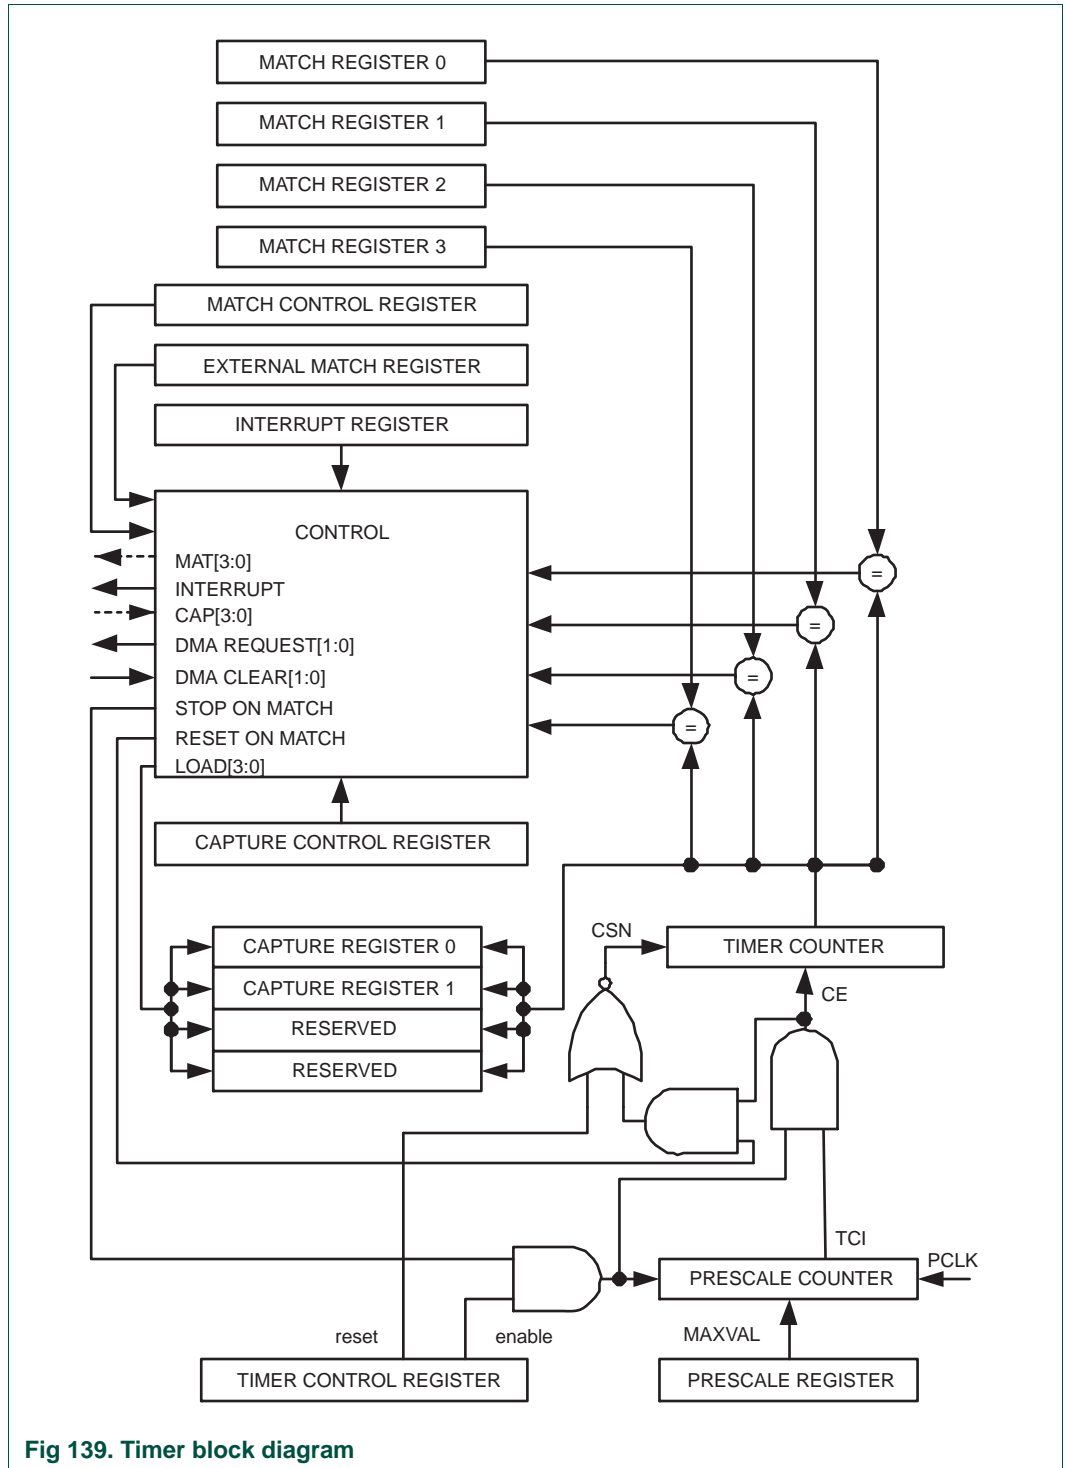 MATCH REGISTER 0
MATCH REGISTER 1
MATCH REGISTER 2
MATCH REGISTER 3
MATCH CONTROL REGISTER
EXTERNAL MATCH REGISTER
INTERRUPT REGISTER
CONTROL
MAT[3:0]
INTERRUPT
CAP[3:0]
DMA REQUEST[1:0]
DMA CLEAR[1:0]
STOP ON MATCH
RESET ON MATCH
LOAD[3:0]
=
=
=
=
CAPTURE CONTROL REGISTER
CSN
TIMER COUNTER
CAPTURE REGISTER 0
CAPTURE REGISTER 1
RESERVED
RESERVED
CE
TCI
PCLK
PRESCALE COUNTER
reset
enable
MAXVAL
TIMER CONTROL REGISTER
PRESCALE REGISTER
Fig 139. Timer block diagram